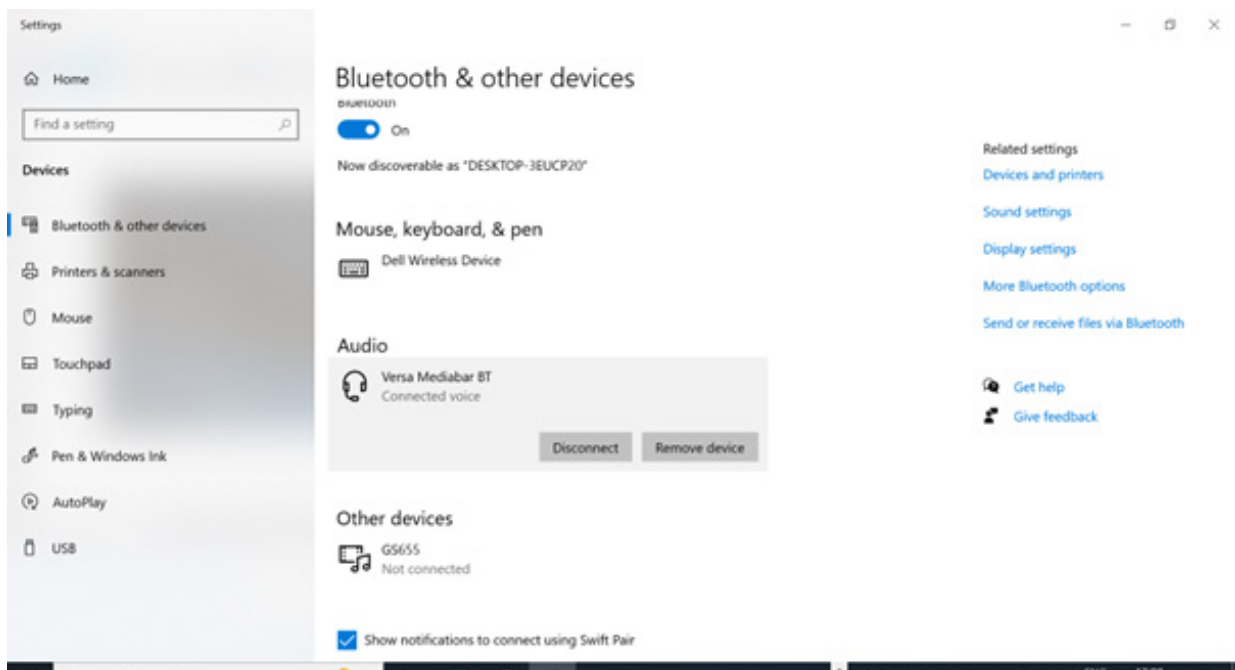 Settings
Home
Find a setting
Devices
Bluetooth & other devices
Printers & scanners
Mouse
Touchpad
Typing
Pen & Windows Ink
AutoPlay
USB
Bluetooth & other devices
Bluetooth
On
Now discoverable as "DESKTOP-3EUCP20"
Mouse, keyboard, & pen
Dell Wireless Device
Audio
Versa Mediabar BT
Connected voice
Disconnect Remove device
Other devices
GS655
Not connected
Show notifications to connect using Swift Pair
Related settings
Devices and printers
Sound settings
Display settings
More Bluetooth options
Send or receive files via Bluetooth
Get help
Give feedback